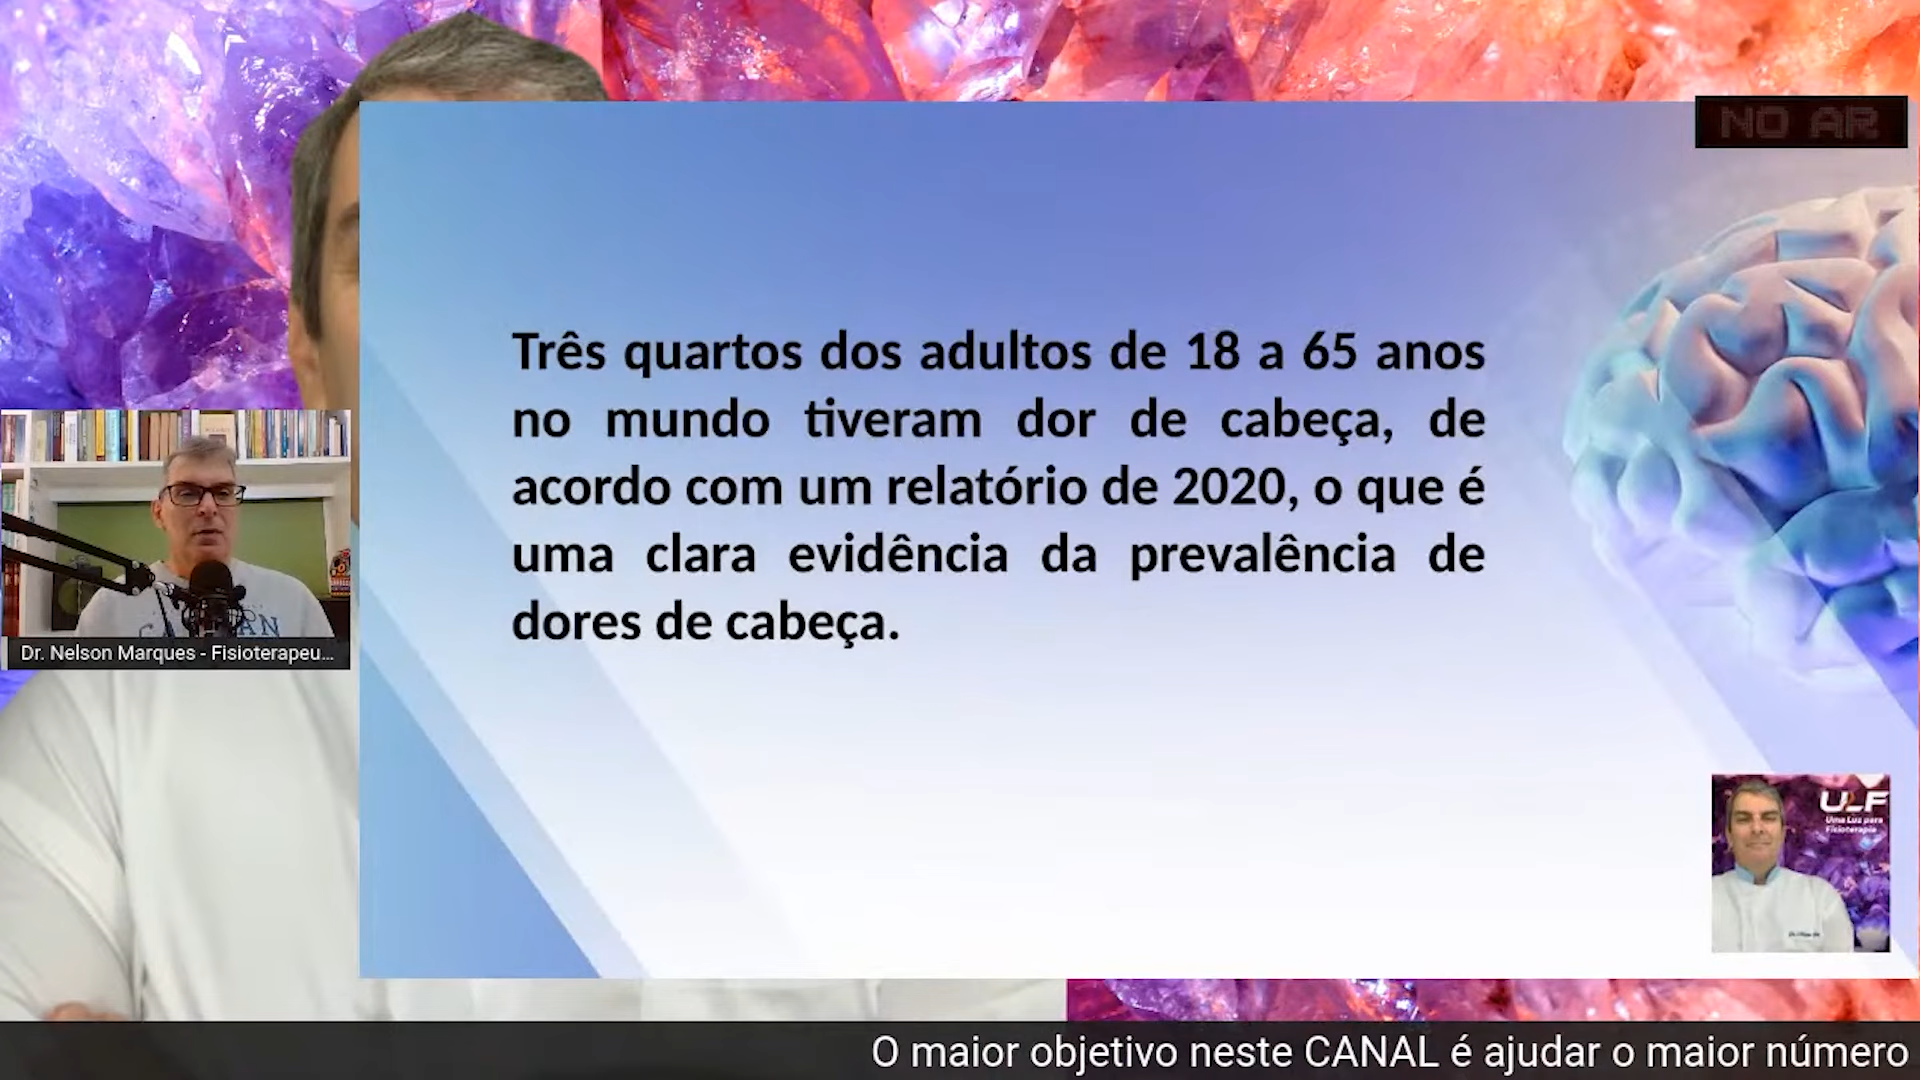 NO AR
Três quartos dos adultos de 18 a 65 anos
no mundo tiveram dor de cabeça, de
acordo com um relatório de 2020, o que é
uma clara evidência da prevalência de
dores de cabeça.
Dr. Nelson Marques - Fisioterapeu...
ULF
Uma Luz para
Fisioterapia
O maior objetivo neste CANAL é ajudar o maior número